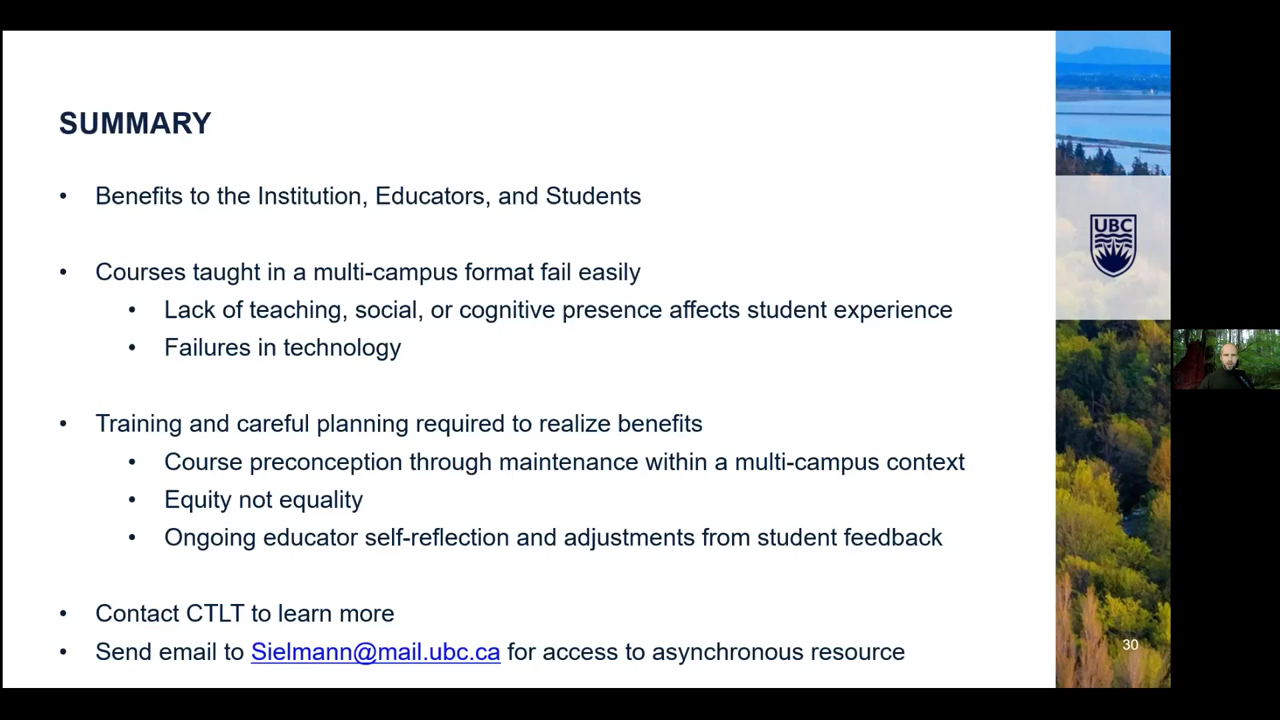 SUMMARY
• Benefits to the Institution, Educators, and Students
• Courses taught in a multi-campus format fail easily
• Lack of teaching, social, or cognitive presence affects student experience
• Failures in technology
• Training and careful planning required to realize benefits
• Course preconception through maintenance within a multi-campus context
• Equity not equality
• Ongoing educator self-reflection and adjustments from student feedback
• Contact CTLT to learn more
• Send email to Sielmann@mail.ubc.ca for access to asynchronous resource
UBC
30